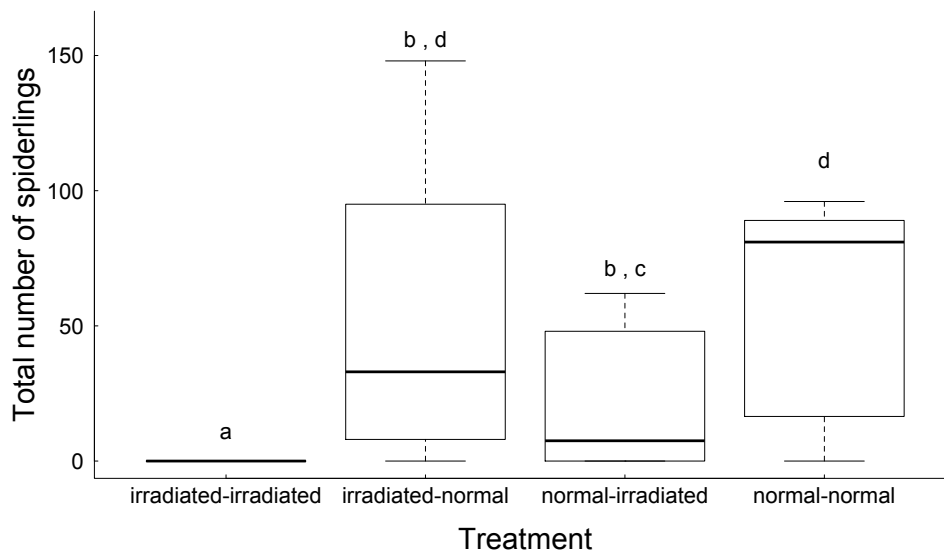 b , d
150
Total number of spiderlings
100
d
b , c
50
a
0
irradiated-irradiated
irradiated-normal
normal-irradiated
normal-normal
Treatment